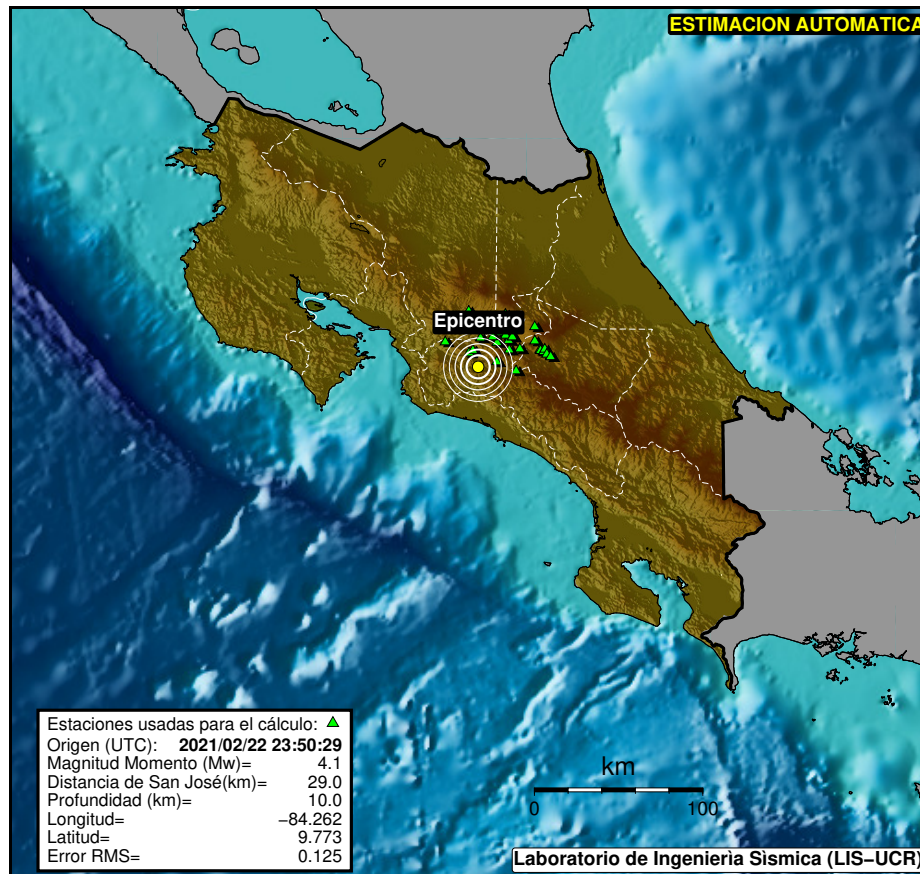 ESTIMACION AUTOMATICA
Epicentro
Estaciones usadas para el cálculo:
Origen (UTC): 2021/02/22 23:50:29
Magnitud Momento (Mw)= 4.1
Distancia de San José(km)= 29.0
Profundidad (km)= 10.0
Longitud= −84.262
Latitud= 9.773
Error RMS= 0.125
km
0 100
Laboratorio de Ingenierìa Sìsmica (LIS−UCR)